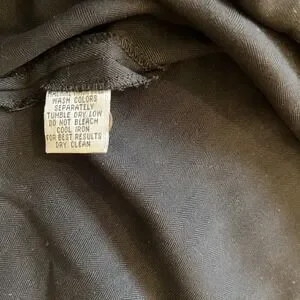 WASH COLORS
SEPARATELY
TUMBLE DRY LOW
DO NOT BLEACH
COOL IRON
FOR BEST RESULTS
DRY CLEAN